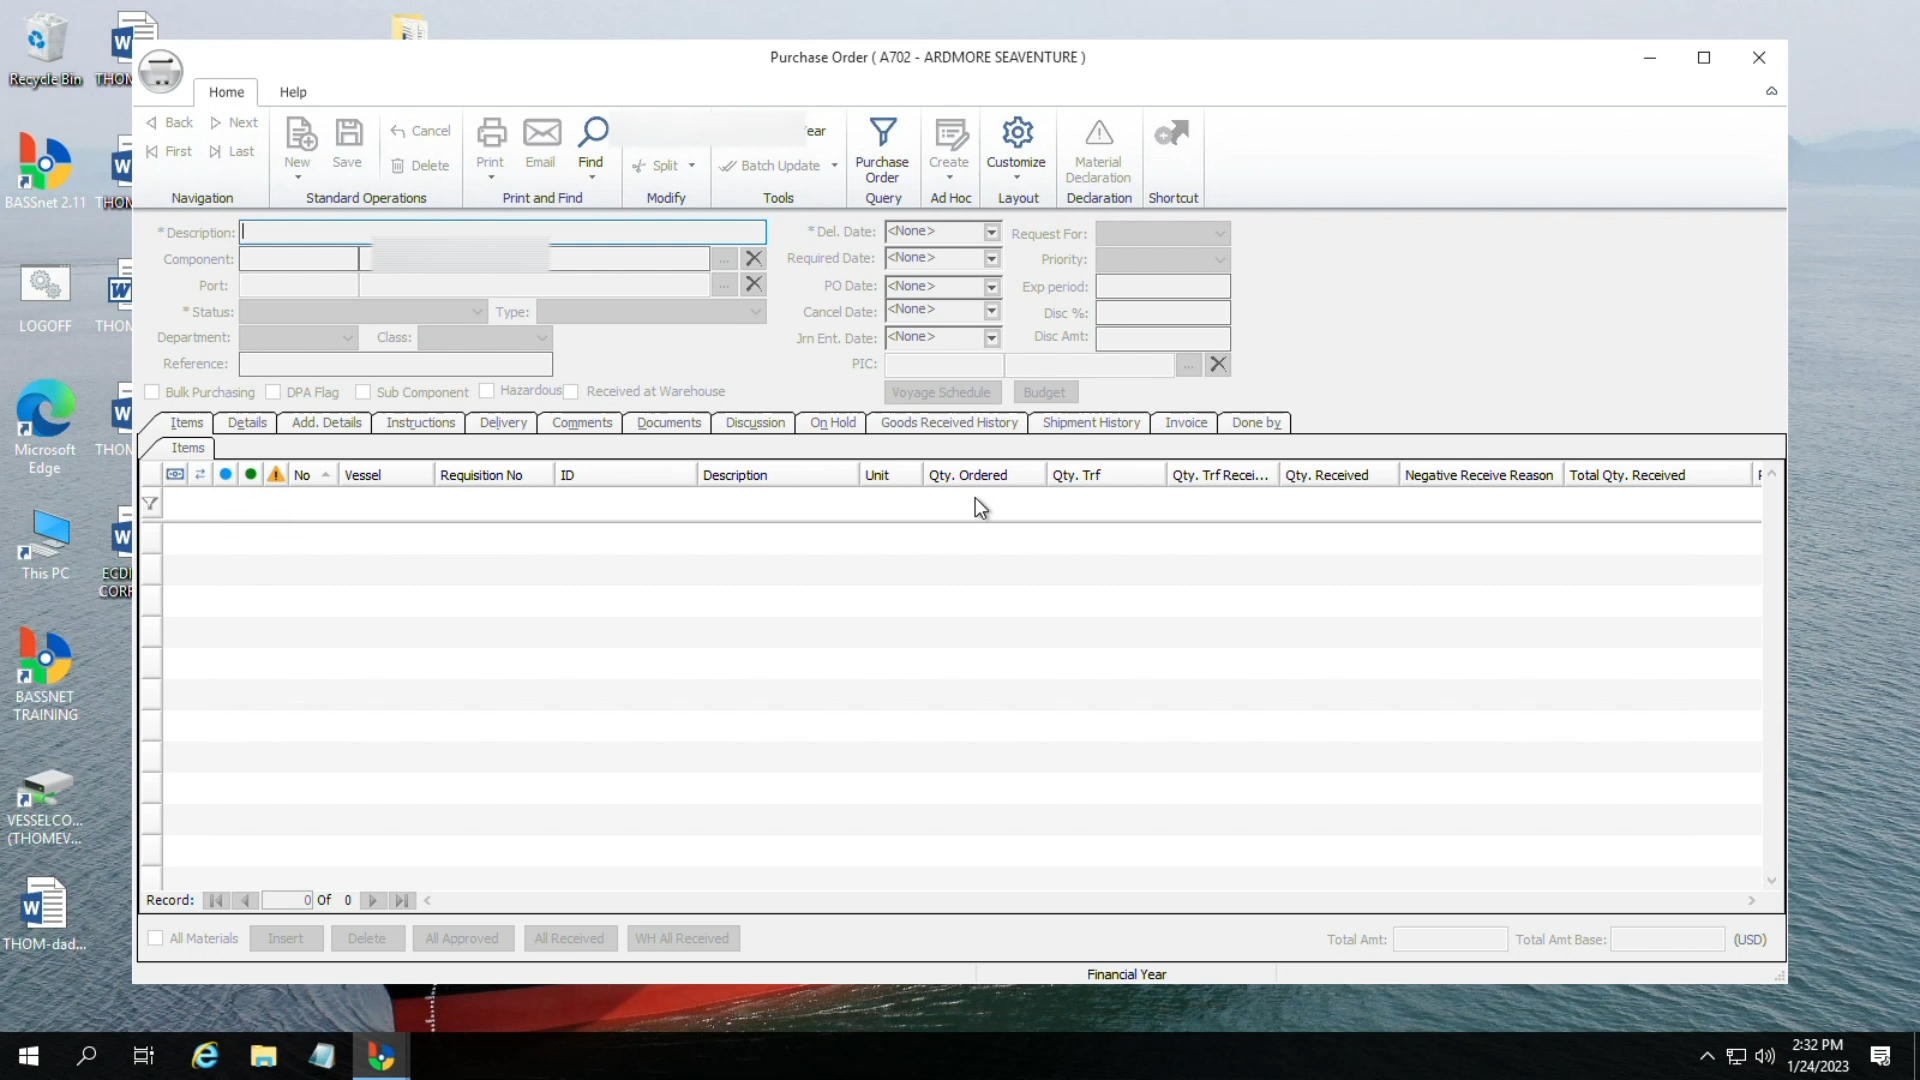 Recycle Bin
THOM
BASSnet 2.11
THOM
LOGOFF
THOM
Microsoft
Edge
THOM
This PC
EGDI
CORF
BASSNET
TRAINING
VESSELCO...
(THOMEV...
THOM-dad...
Purchase Order ( A702 - ARDMORE SEAVENTURE )
Home Help
Back Next
First Last
New Save Cancel
Delete
Print Email Find
ear
Split Batch Update
Purchase
Order
Create Customize
Material
Declaration
Navigation Standard Operations Print and Find Modify Tools Query Ad Hoc Layout Declaration Shortcut
* Description: * Del. Date: <None> Request For:
Component: ... Required Date: <None> Priority:
Port: ... PO Date: <None> Exp period:
* Status: Type: Cancel Date: <None> Disc %:
Department: Class: Jrn Ent. Date: <None> Disc Amt:
Reference: PIC: ...
Bulk Purchasing DPA Flag Sub Component Hazardous Received at Warehouse Voyage Schedule Budget
Items Details Add. Details Instructions Delivery Comments Documents Discussion On Hold Goods Received History Shipment History Invoice Done by
Items
No Vessel Requisition No ID Description Unit Qty. Ordered Qty. Trf Qty. Trf Recei... Qty. Received Negative Receive Reason Total Qty. Received
Record: 0 Of 0
All Materials Insert Delete All Approved All Received WH All Received Total Amt: Total Amt Base: (USD)
Financial Year
2:32 PM
1/24/2023